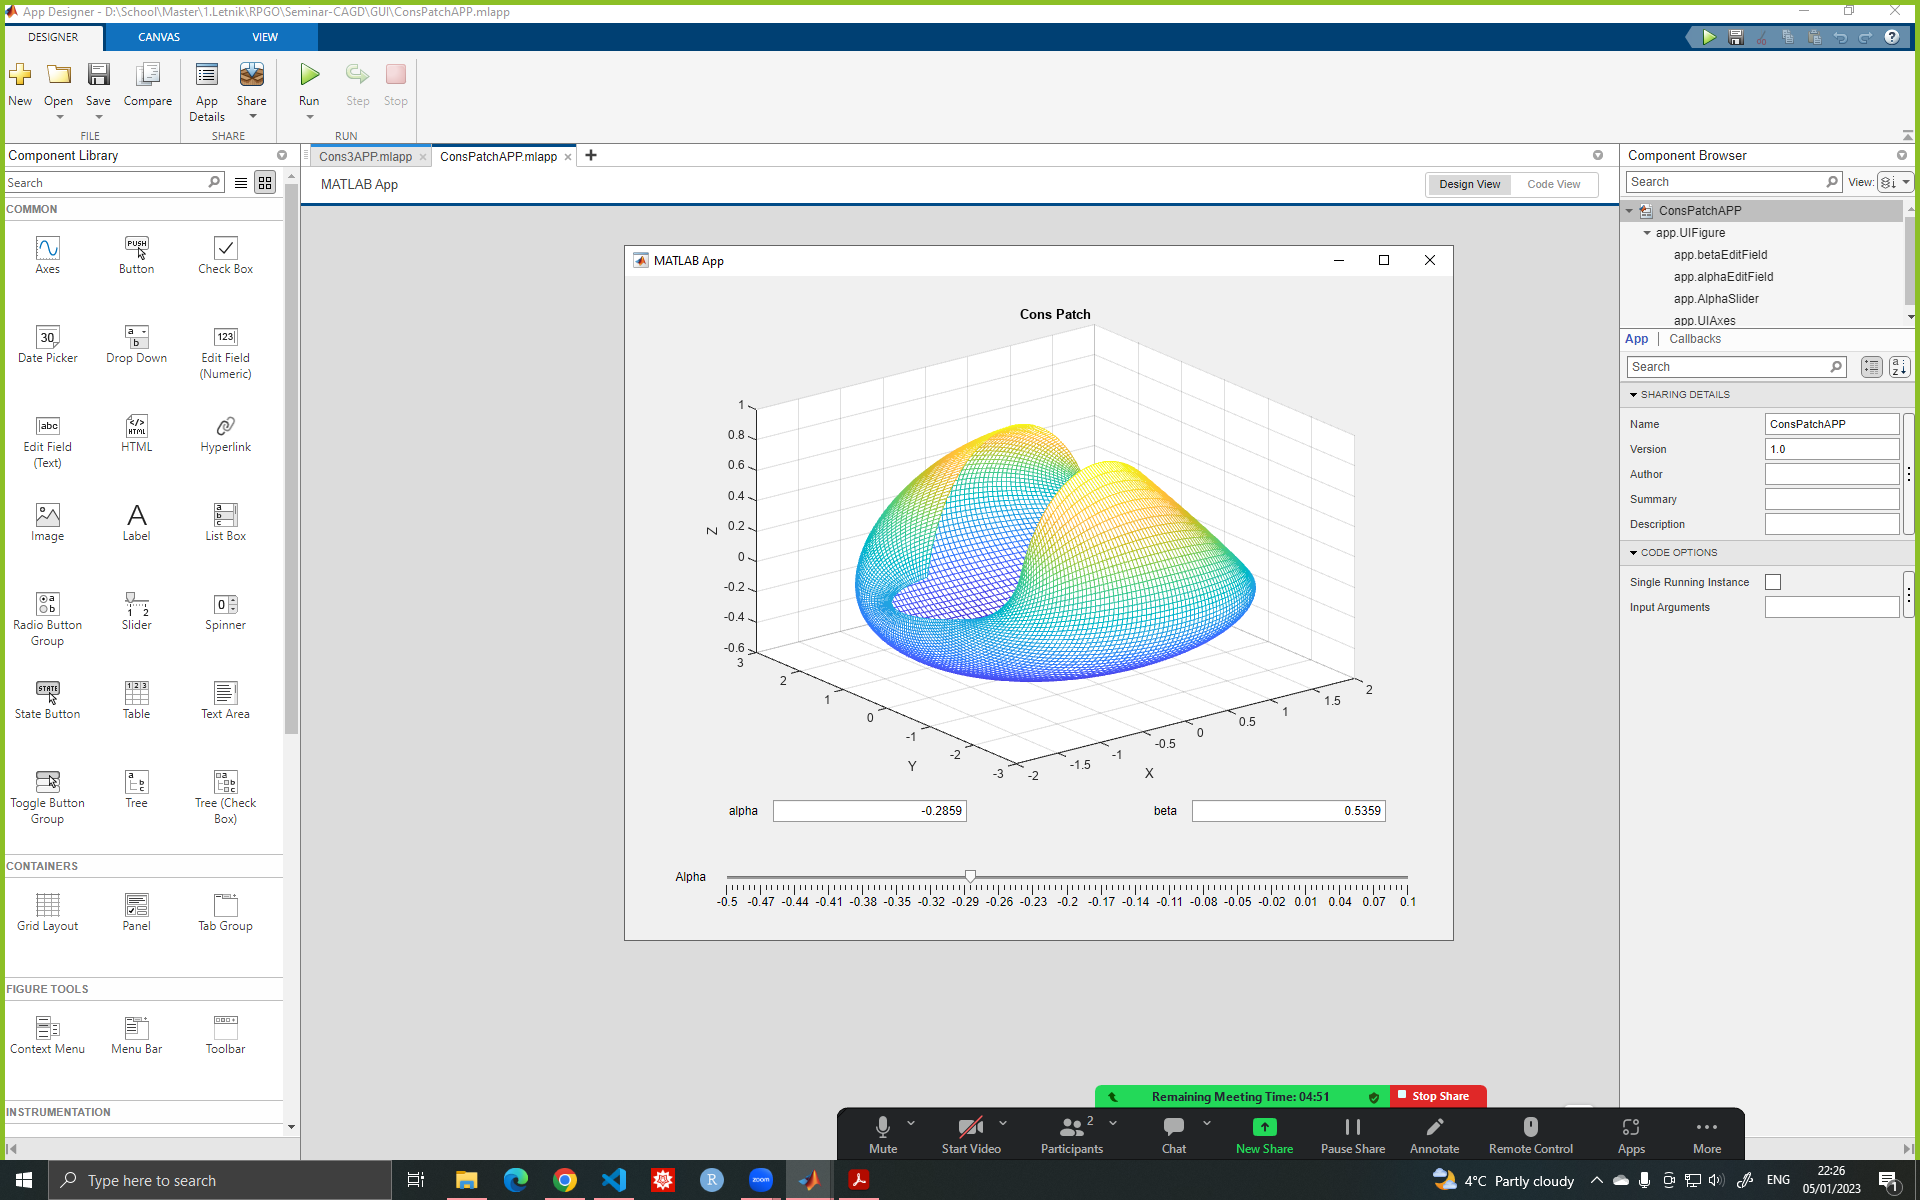 App Designer - D:\School\Master\1.Letnik\RPGO\Seminar-CAGD\GUI\ConsPatchAPP.mlapp
DESIGNER CANVAS VIEW
New Open Save Compare App Details Share Run Step Stop
FILE SHARE RUN
Component Library
Search
COMMON
Axes Button Check Box
30 Date Picker Drop Down 123 Edit Field (Numeric)
abc Edit Field (Text) HTML Hyperlink
Image Label List Box
Radio Button Group Slider Spinner
State Button Table Text Area
Toggle Button Group Tree Tree (Check Box)
CONTAINERS
Grid Layout Panel Tab Group
FIGURE TOOLS
Context Menu Menu Bar Toolbar
INSTRUMENTATION
Cons3APP.mlapp ConsPatchAPP.mlapp
MATLAB App
Design View Code View
MATLAB App
Cons Patch
1
0.8
0.6
0.4
0.2
0
-0.2
-0.4
-0.6
Z
3
2
1
0
-1
-2
-3
Y
-2
-1.5
-1
-0.5
0
0.5
1
1.5
2
X
alpha -0.2859
beta 0.5359
Alpha
-0.5 -0.47 -0.44 -0.41 -0.38 -0.35 -0.32 -0.29 -0.26 -0.23 -0.2 -0.17 -0.14 -0.11 -0.08 -0.05 -0.02 0.01 0.04 0.07 0.1
Component Browser
Search View:
ConsPatchAPP
app.UIFigure
app.betaEditField
app.alphaEditField
app.AlphaSlider
app.UIAxes
App Callbacks
Search
SHARING DETAILS
Name ConsPatchAPP
Version 1.0
Author
Summary
Description
CODE OPTIONS
Single Running Instance
Input Arguments
Remaining Meeting Time: 04:51 Stop Share
Mute Start Video Participants 2 Chat New Share Pause Share Annotate Remote Control Apps More
Type here to search
zoom
4°C Partly cloudy
ENG
22:26
05/01/2023
1